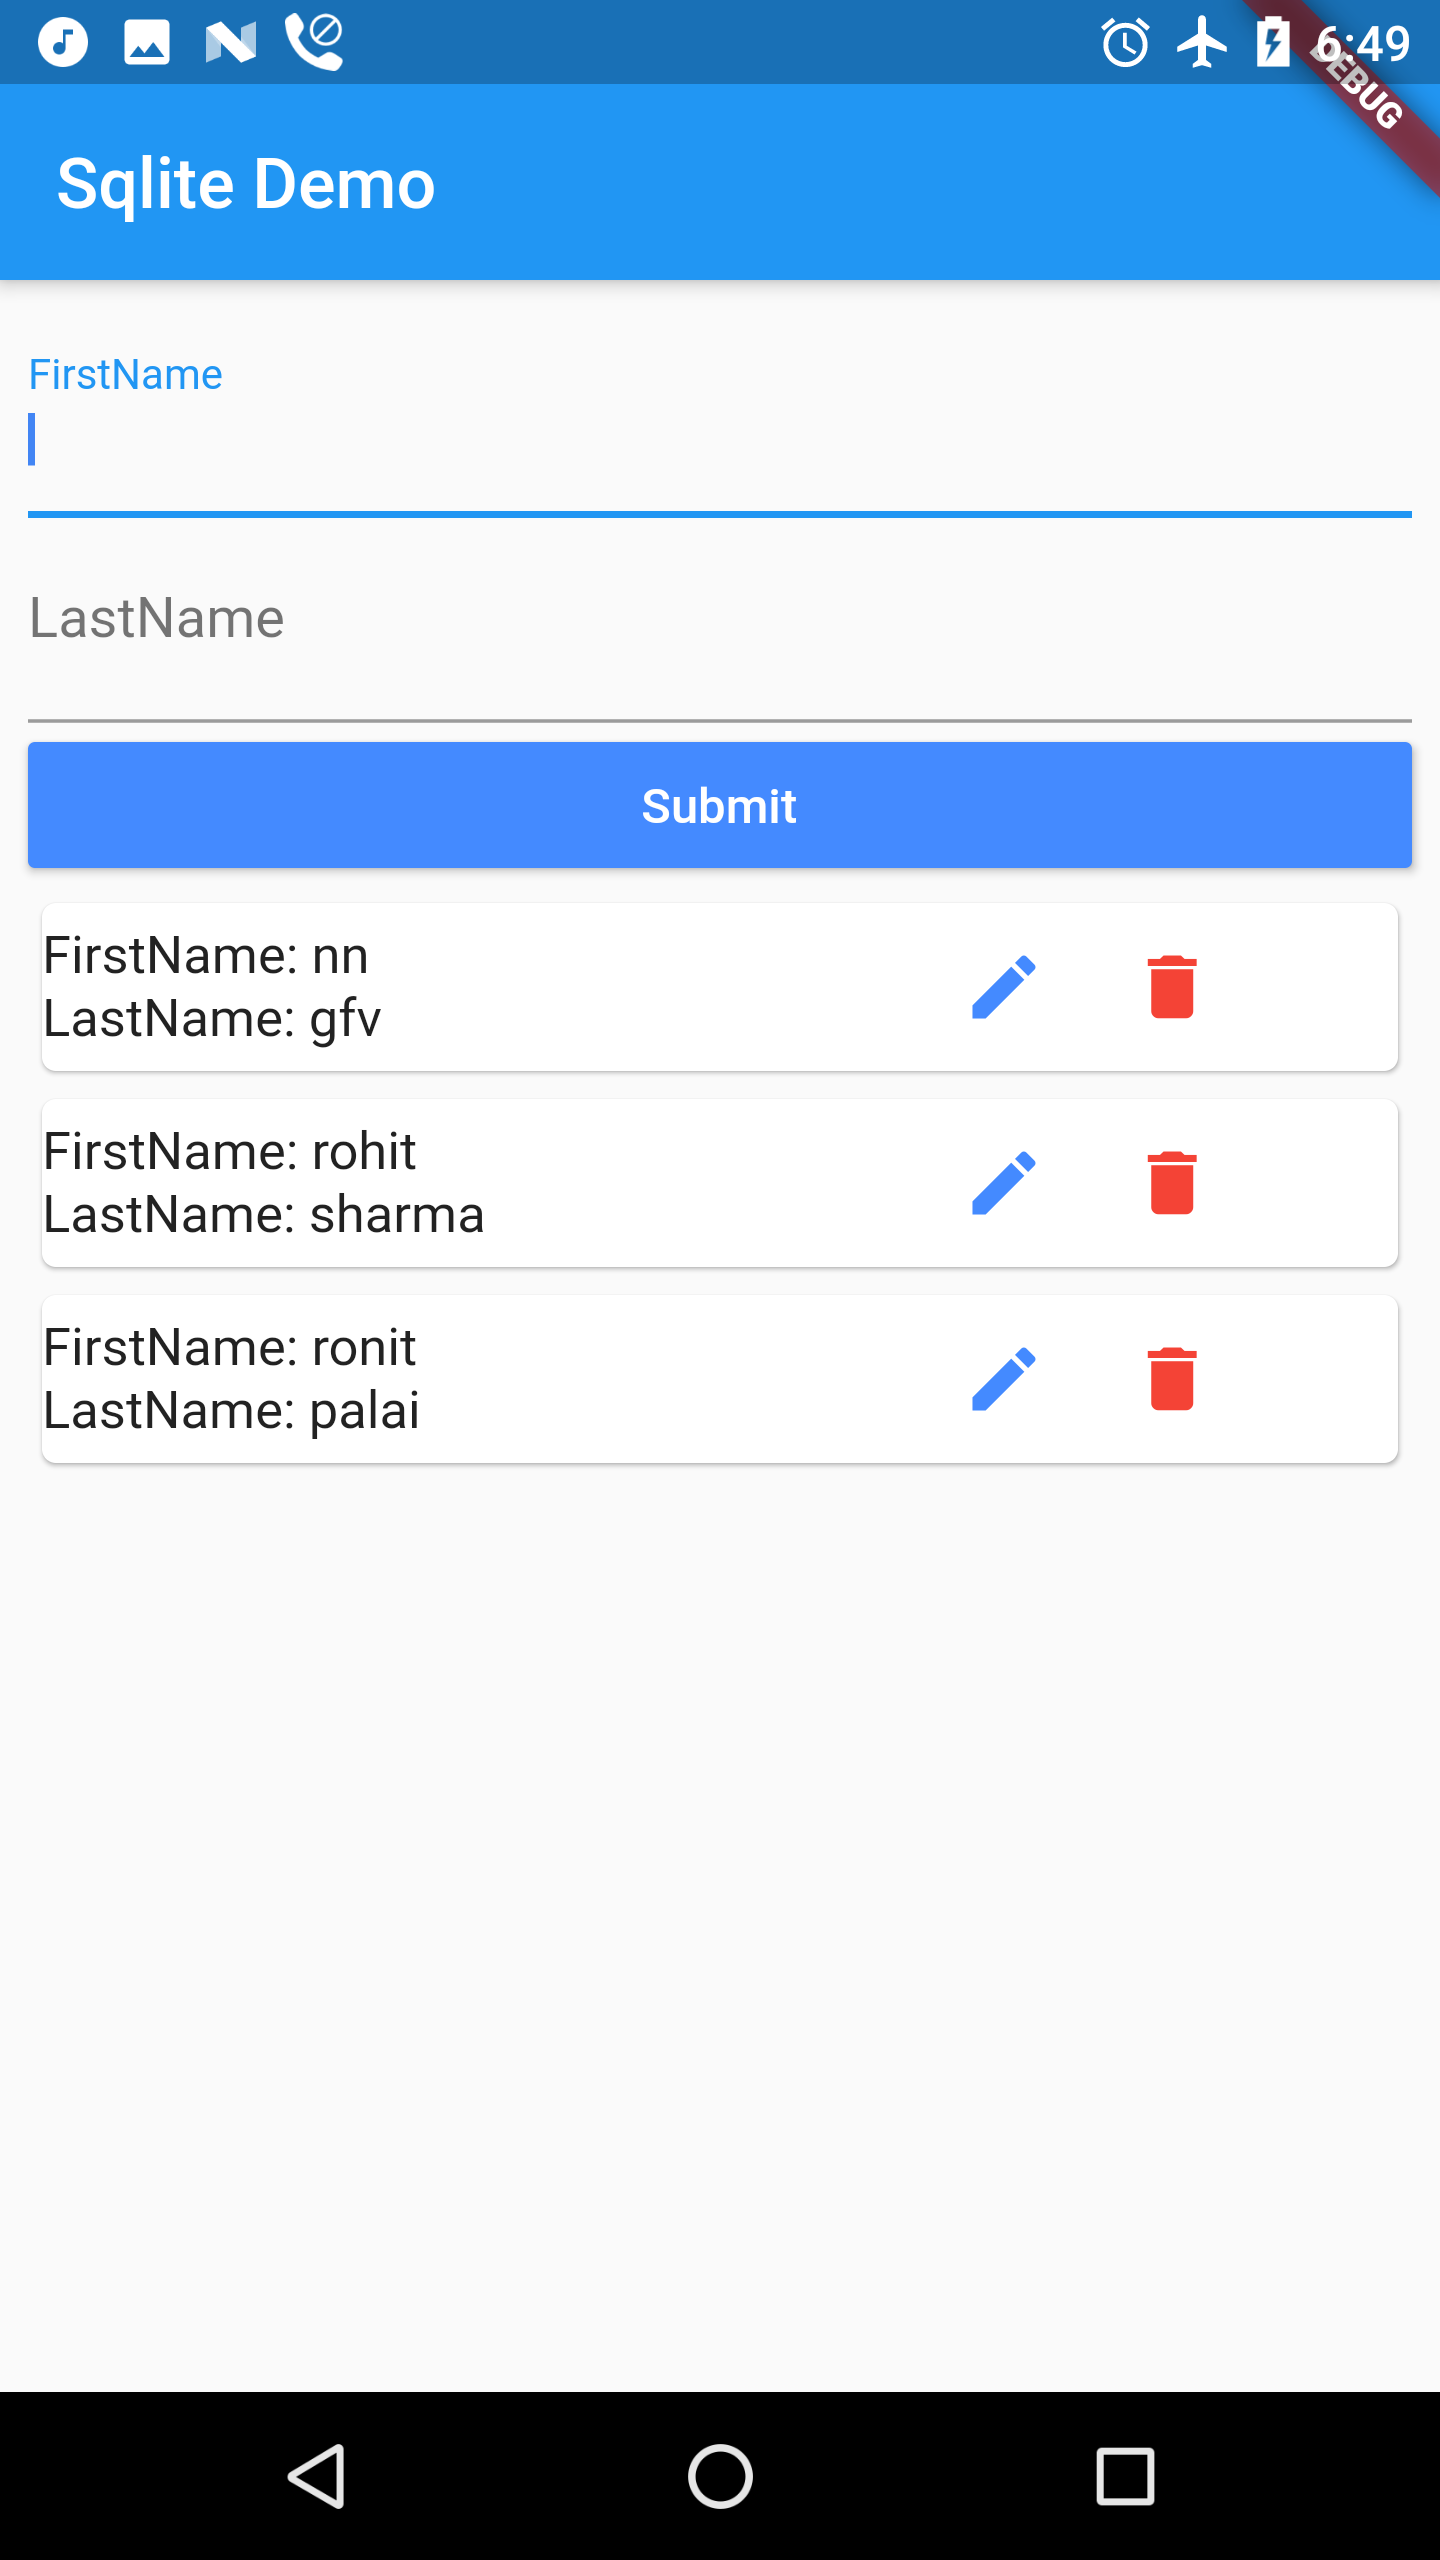 6:49
DEBUG
Sqlite Demo
FirstName
LastName
Submit
FirstName: nn
LastName: gfv
FirstName: rohit
LastName: sharma
FirstName: ronit
LastName: palai